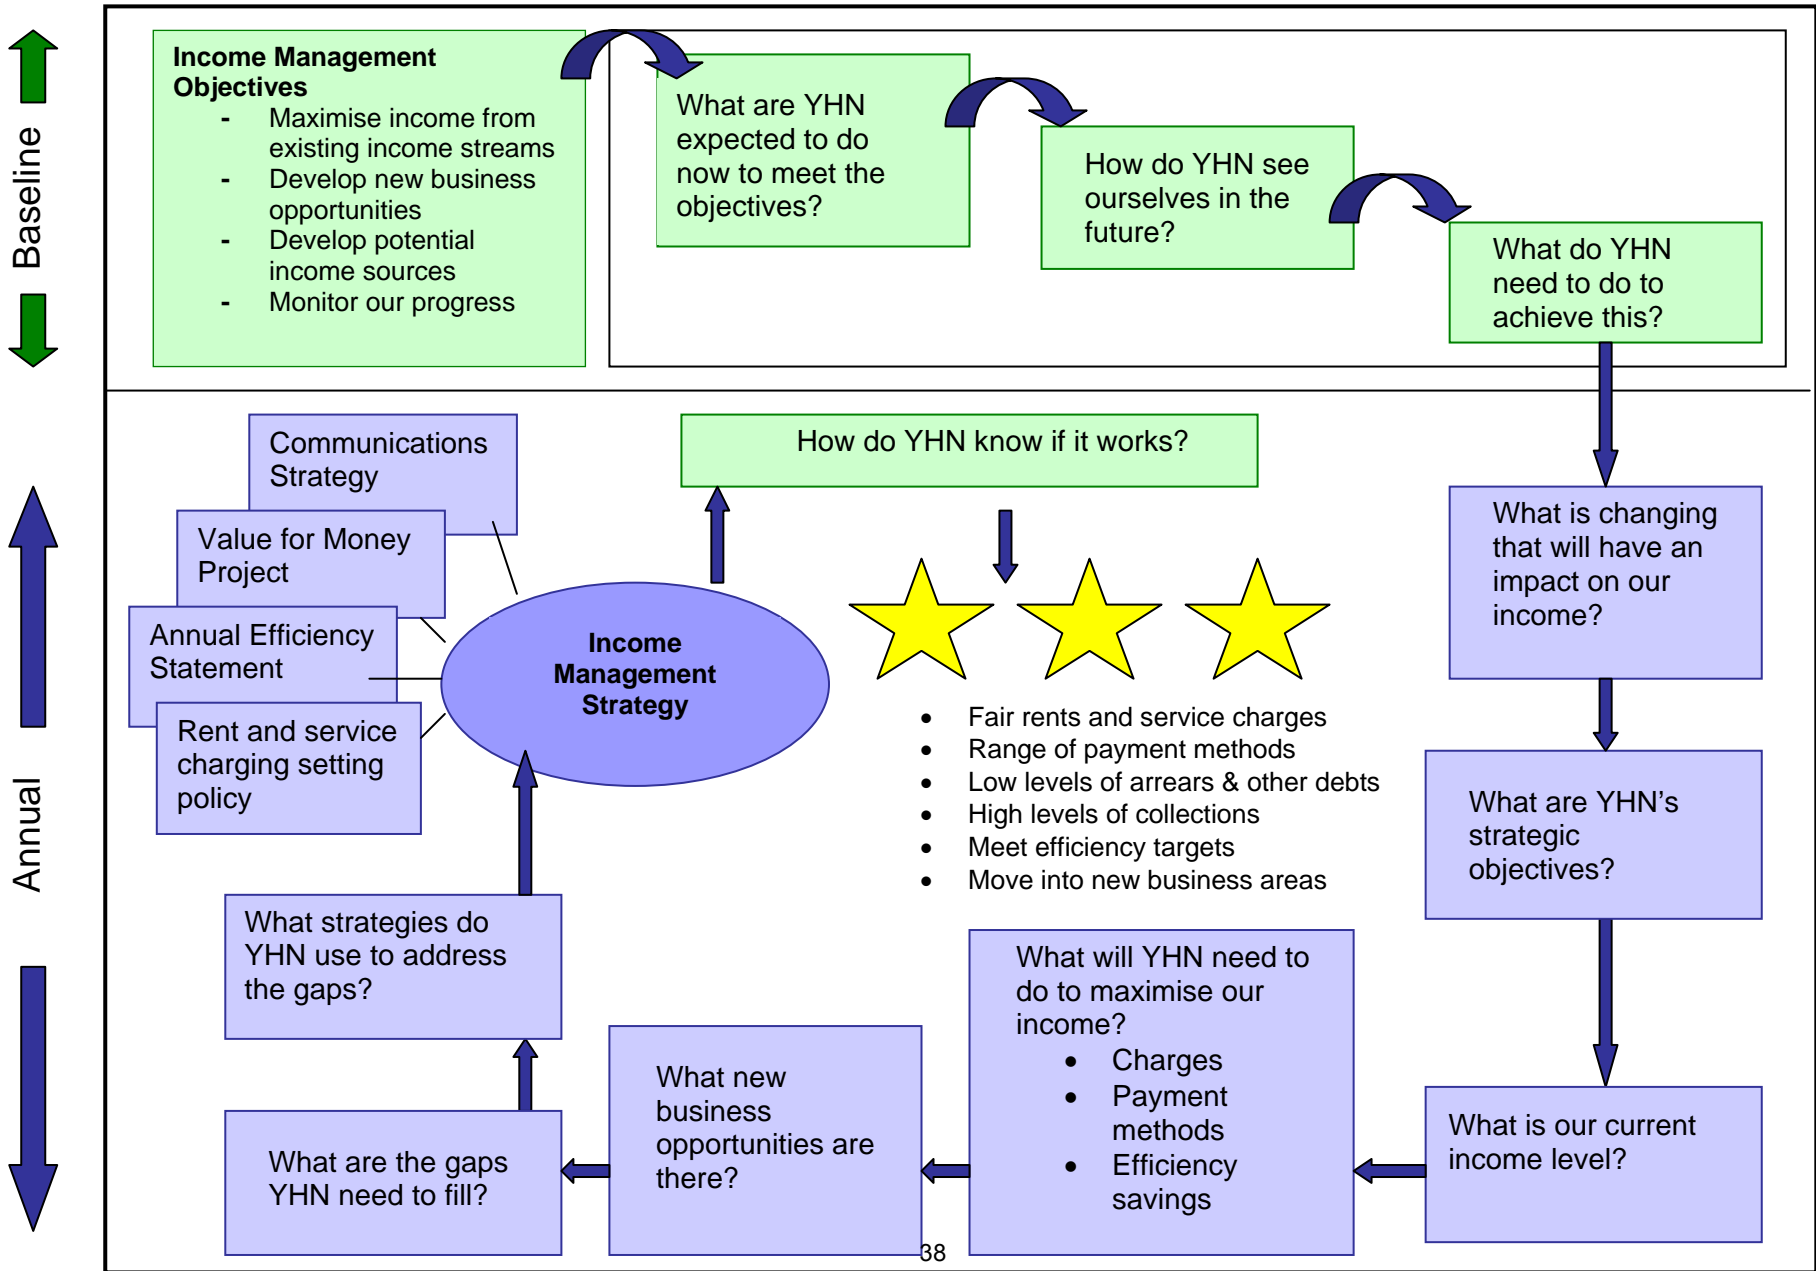 Baseline
Income Management
Objectives
- Maximise income from
existing income streams
- Develop new business
opportunities
- Develop potential
income sources
- Monitor our progress
What are YHN
expected to do
now to meet the
objectives?
How do YHN see
ourselves in the
future?
What do YHN
need to do to
achieve this?
Annual
Communications
Strategy
Value for Money
Project
Annual Efficiency
Statement
Rent and service
charging setting
policy
Income
Management
Strategy
How do YHN know if it works?
• Fair rents and service charges
• Range of payment methods
• Low levels of arrears & other debts
• High levels of collections
• Meet efficiency targets
• Move into new business areas
What is changing
that will have an
impact on our
income?
What are YHN's
strategic
objectives?
What is our current
income level?
What will YHN need to
do to maximise our
income?
• Charges
• Payment
methods
• Efficiency
savings
What new
business
opportunities are
there?
What are the gaps
YHN need to fill?
What strategies do
YHN use to address
the gaps?
38